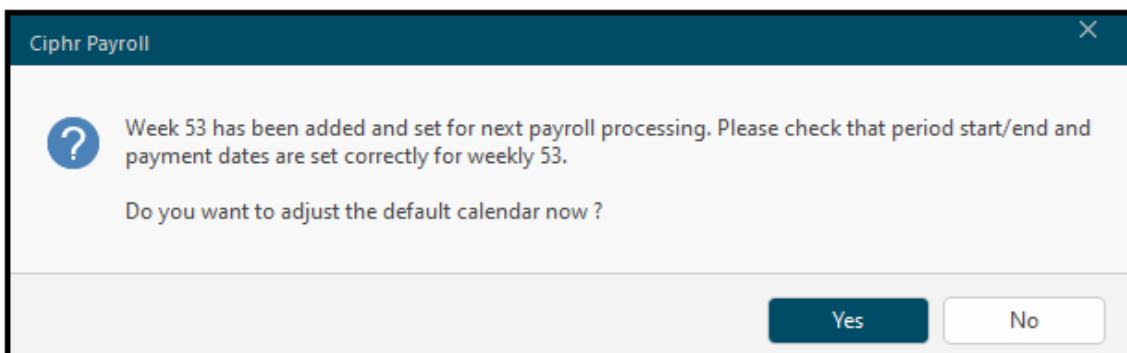 Ciphr Payroll
Week 53 has been added and set for next payroll processing. Please check that period start/end and
payment dates are set correctly for weekly 53.
Do you want to adjust the default calendar now ?
Yes
No